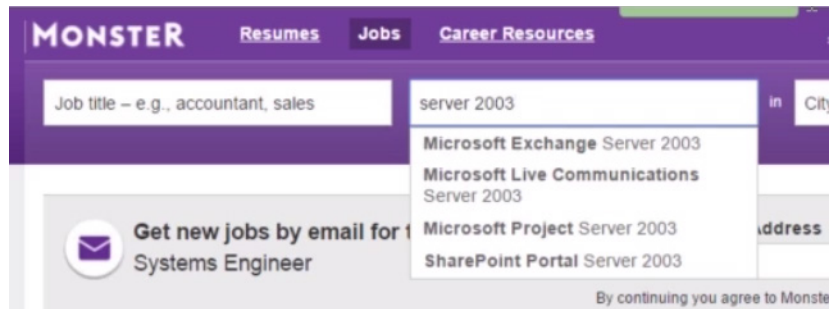 MONSTER Resumes Jobs Career Resources
Job title – e.g., accountant, sales server 2003 in City
Microsoft Exchange Server 2003
Microsoft Live Communications
Server 2003
Microsoft Project Server 2003
SharePoint Portal Server 2003
Get new jobs by email for t
Systems Engineer
Address
By continuing you agree to Monste